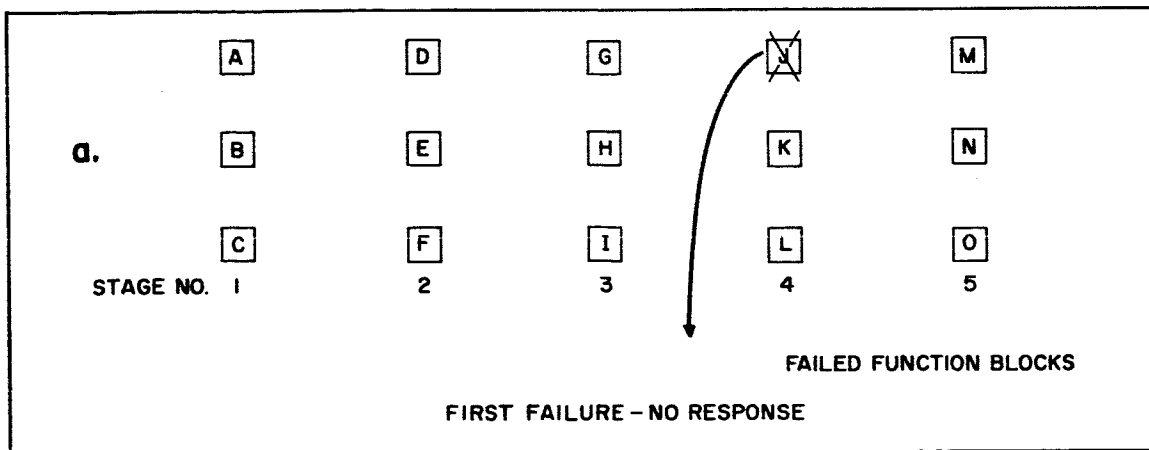 A D G J M
a. B E H K N
C F I L O
STAGE NO. 1 2 3 4 5
FAILED FUNCTION BLOCKS
FIRST FAILURE – NO RESPONSE